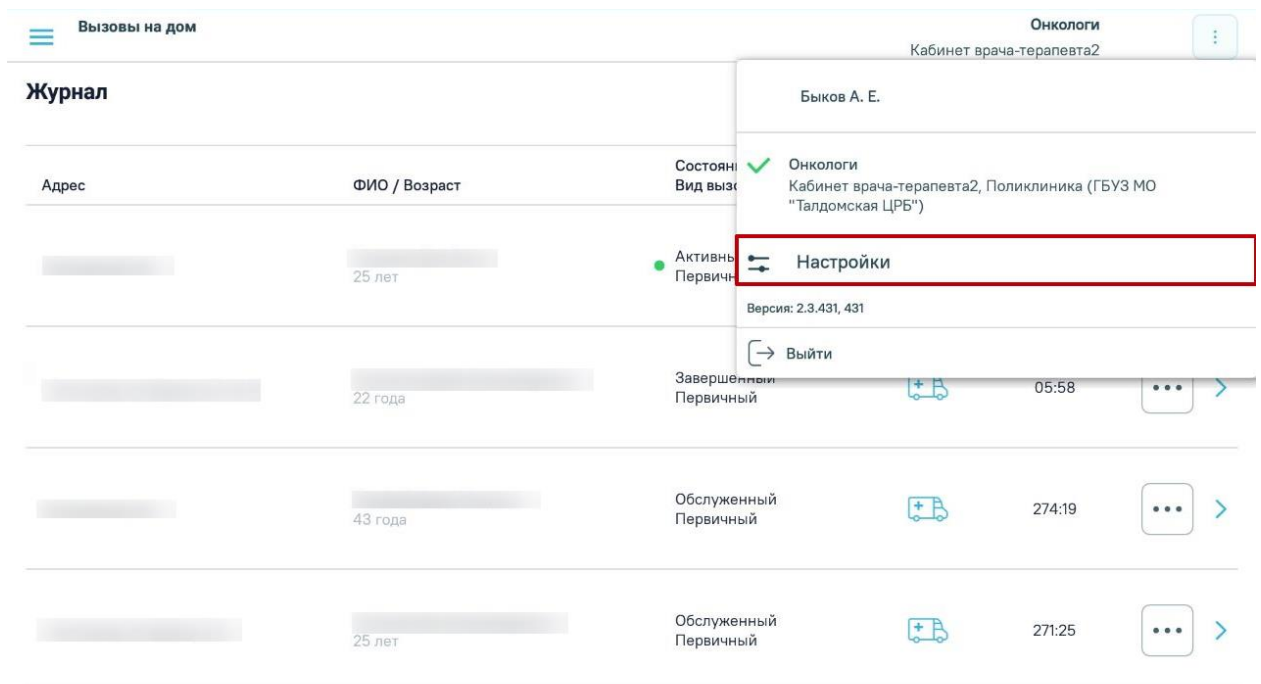 Вызовы на дом
Онкологи
Кабинет врача-терапевта2
Журнал
Быков А. Е.
Онкологи
Кабинет врача-терапевта2, Поликлиника (ГБУЗ МО
"Талдомская ЦРБ")
Настройки
Версия: 2.3.431, 431
Выйти
Адрес
ФИО / Возраст
25 лет
22 года
Завершенный
Первичный
05:58
43 года
Обслуженный
Первичный
274:19
25 лет
Обслуженный
Первичный
271:25